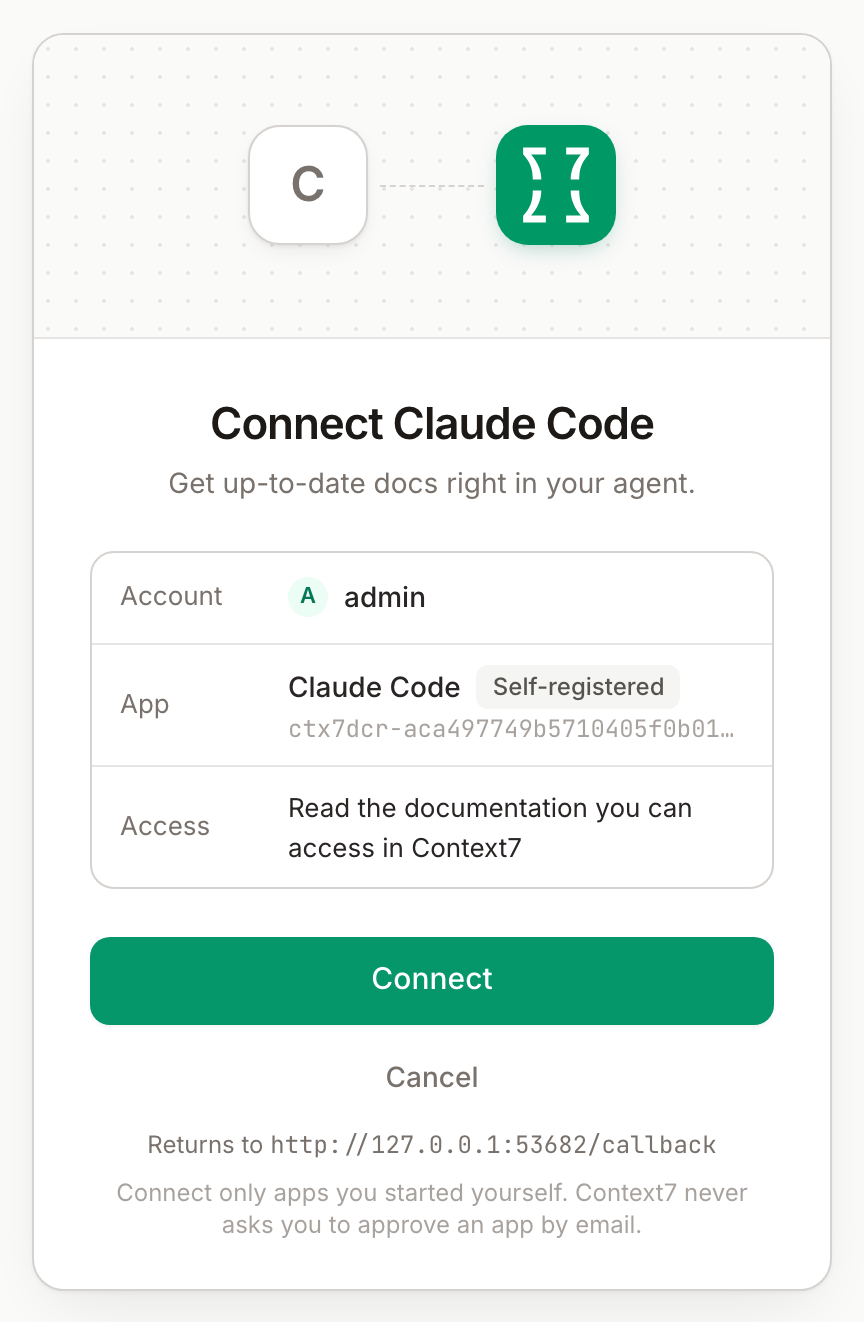 C
Connect Claude Code
Get up-to-date docs right in your agent.
Account
A admin
App
Claude Code Self-registered
ctx7dcr-aca497749b5710405f0b01…
Access
Read the documentation you can
access in Context7
Connect
Cancel
Returns to http://127.0.0.1:53682/callback
Connect only apps you started yourself. Context7 never
asks you to approve an app by email.